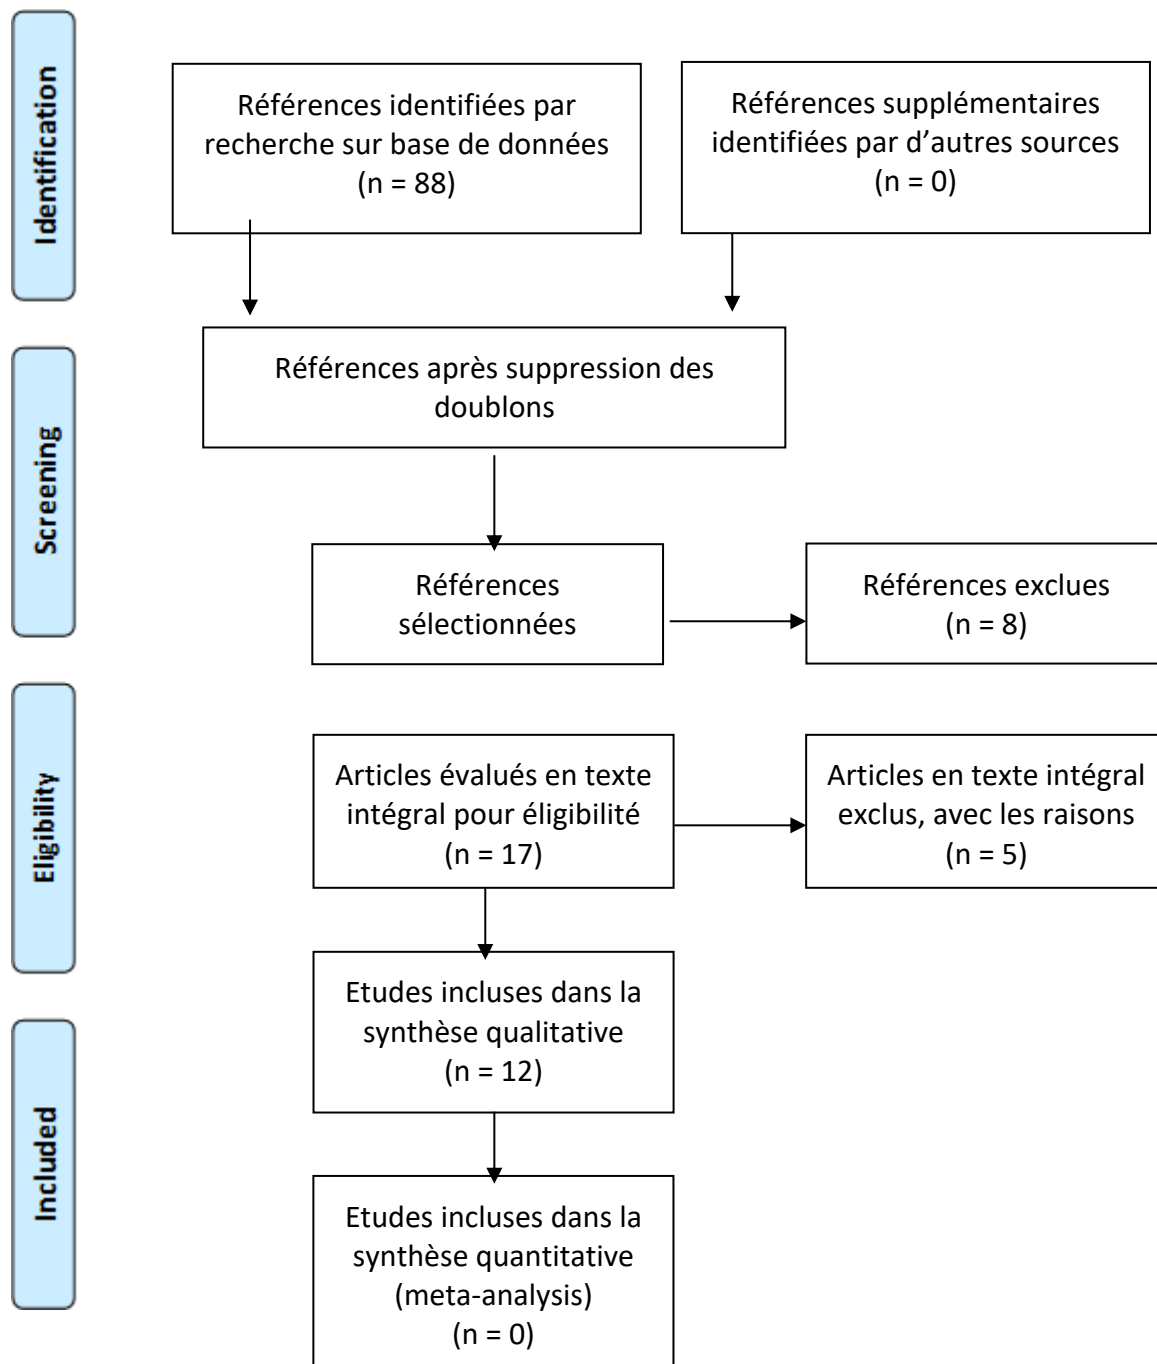 Identification
Références identifiées par
recherche sur base de données
(n = 88)
Références supplémentaires
identifiées par d’autres sources
(n = 0)
Screening
Références après suppression des
doublons
Références
sélectionnées
Références exclues
(n = 8)
Eligibility
Articles évalués en texte
intégral pour éligibilité
(n = 17)
Articles en texte intégral
exclus, avec les raisons
(n = 5)
Etudes incluses dans la
synthèse qualitative
(n = 12)
Included
Etudes incluses dans la
synthèse quantitative
(meta-analysis)
(n = 0)